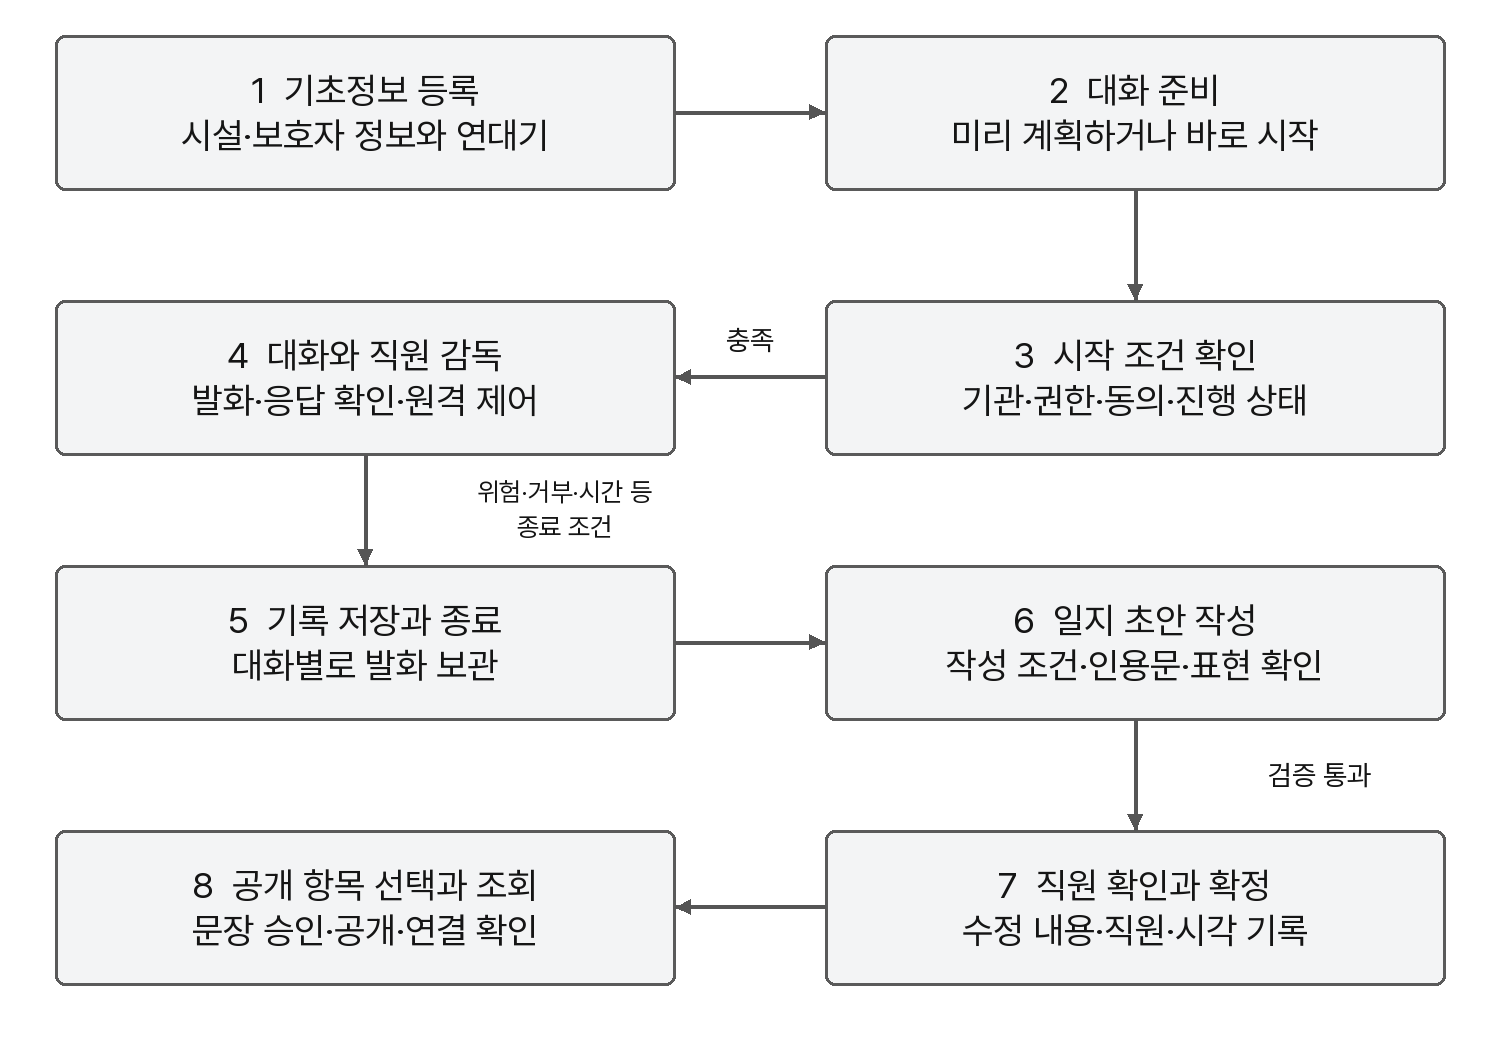 1 기초정보 등록
시설·보호자 정보와 연대기
2 대화 준비
미리 계획하거나 바로 시작
3 시작 조건 확인
기관·권한·동의·진행 상태
충족
4 대화와 직원 감독
발화·응답 확인·원격 제어
위험·거부·시간 등
종료 조건
5 기록 저장과 종료
대화별로 발화 보관
6 일지 초안 작성
작성 조건·인용문·표현 확인
검증 통과
7 직원 확인과 확정
수정 내용·직원·시각 기록
8 공개 항목 선택과 조회
문장 승인·공개·연결 확인